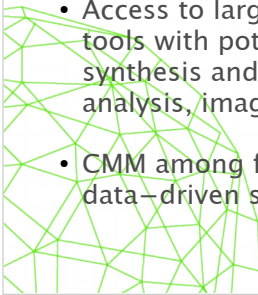 • Access to larg
tools with pot
synthesis and
analysis, imag
• CMM among f
data–driven s